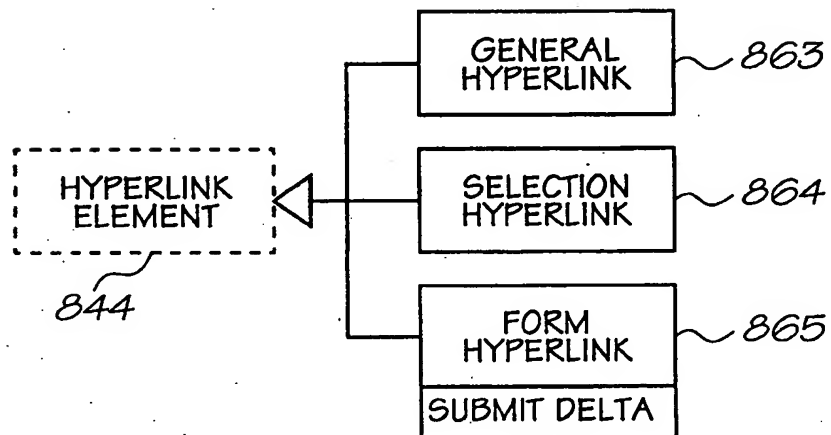 GENERAL
HYPERLINK
863
HYPERLINK
ELEMENT
844
SELECTION
HYPERLINK
864
FORM
HYPERLINK
865
SUBMIT DELTA